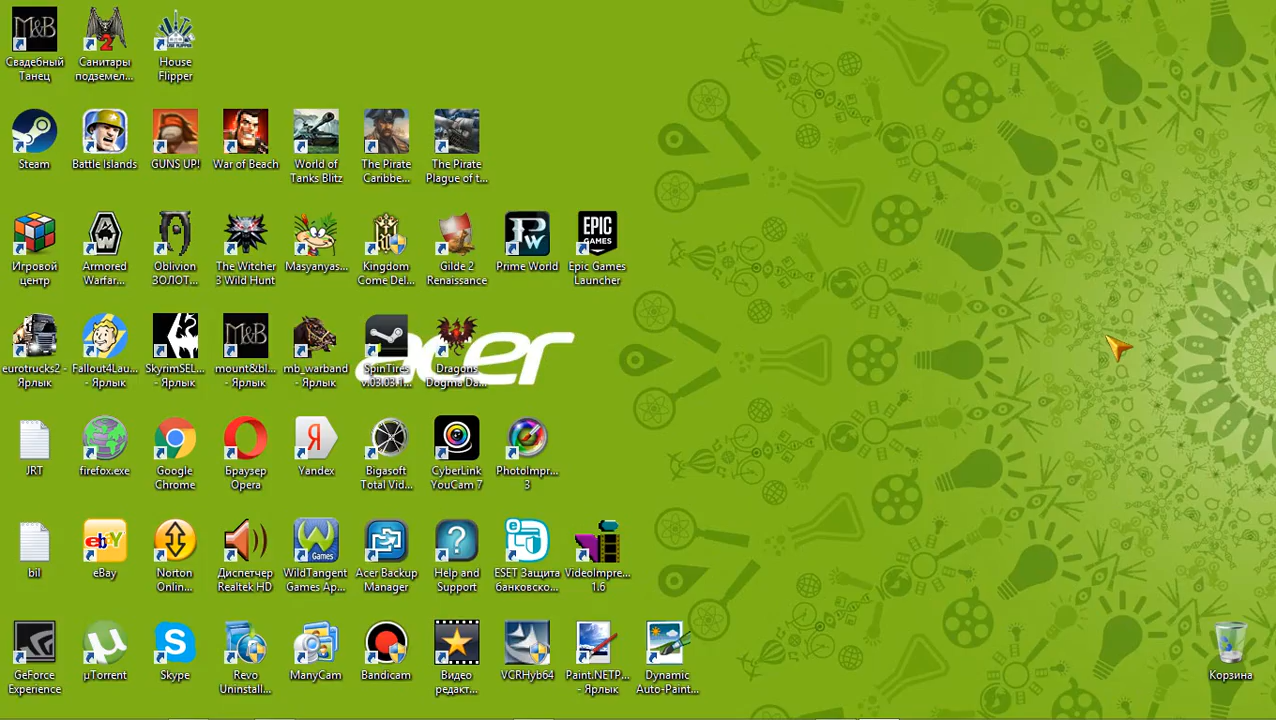 Свадебный
Танец
Санитары
подземел...
House
Flipper
Steam
Battle Islands
GUNS UP!
War of Beach
World of
Tanks Blitz
The Pirate
Caribbe...
The Pirate
Plague of t...
Игровой
центр
Armored
Warfar...
Oblivion
ЗОЛОТ...
The Witcher
3 Wild Hunt
Masyanyas...
Kingdom
Come Del...
Gilde 2
Renaissance
Prime World
EPIC
GAMES
Epic Games
Launcher
acer
eurotrucks2 -
Ярлык
Fallout4Lau...
- Ярлык
SkyrimSEL...
- Ярлык
mount&bl...
- Ярлык
mb_warband
- Ярлык
SpinTires
Dragons
Dogma Da...
JRT
firefox.exe
Google
Chrome
Браузер
Opera
Yandex
Bigasoft
Total Vid...
CyberLink
YouCam 7
PhotoImpr...
3
bil
eBay
Norton
Onlin...
Диспетчер
Realtek HD
WildTangent
Games Ap...
Acer Backup
Manager
Help and
Support
ESET Защита
банковско...
VideoImpre...
1.6
GeForce
Experience
µTorrent
Skype
Revo
Uninstall...
ManyCam
Bandicam
Видео
редакт...
VCRHyb64
Paint.NETP...
- Ярлык
Dynamic
Auto-Paint...
Корзина